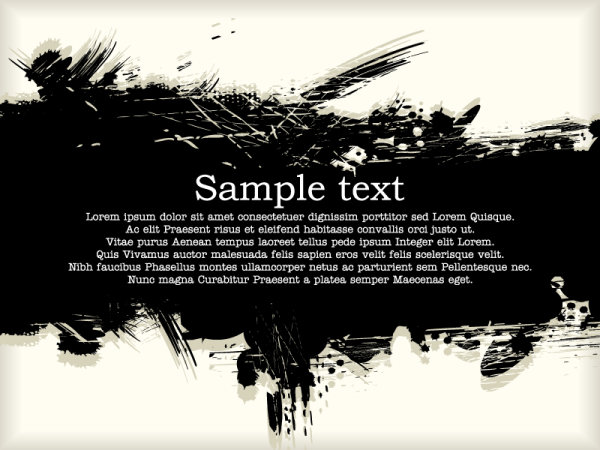 Sample text
Lorem ipsum dolor sit amet consectetuer dignissim porttitor sed Lorem Quisque.
Ac elit Praesent risus et eleifend habitasse convallis orci justo ut.
Vitae purus Aenean tempus laoreet tellus pede ipsum Integer elit Lorem.
Quis Vivamus auctor malesuada felis sapien eros velit felis scelerisque velit.
Nibh faucibus Phasellus montes ullamcorper netus ac parturient sem Pellentesque nec.
Nunc magna Curabitur Praesent a platea semper Maecenas eget.